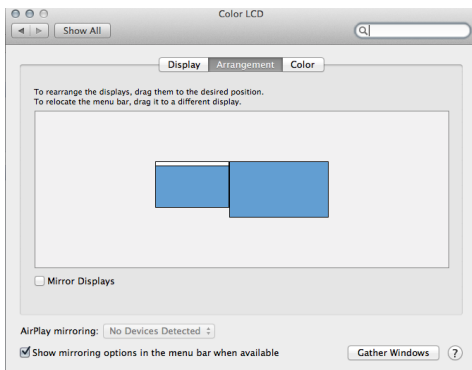 Color LCD
Show All
Display Arrangement Color
To rearrange the displays, drag them to the desired position.
To relocate the menu bar, drag it to a different display.
Mirror Displays
AirPlay mirroring: No Devices Detected
Show mirroring options in the menu bar when available
Gather Windows ?